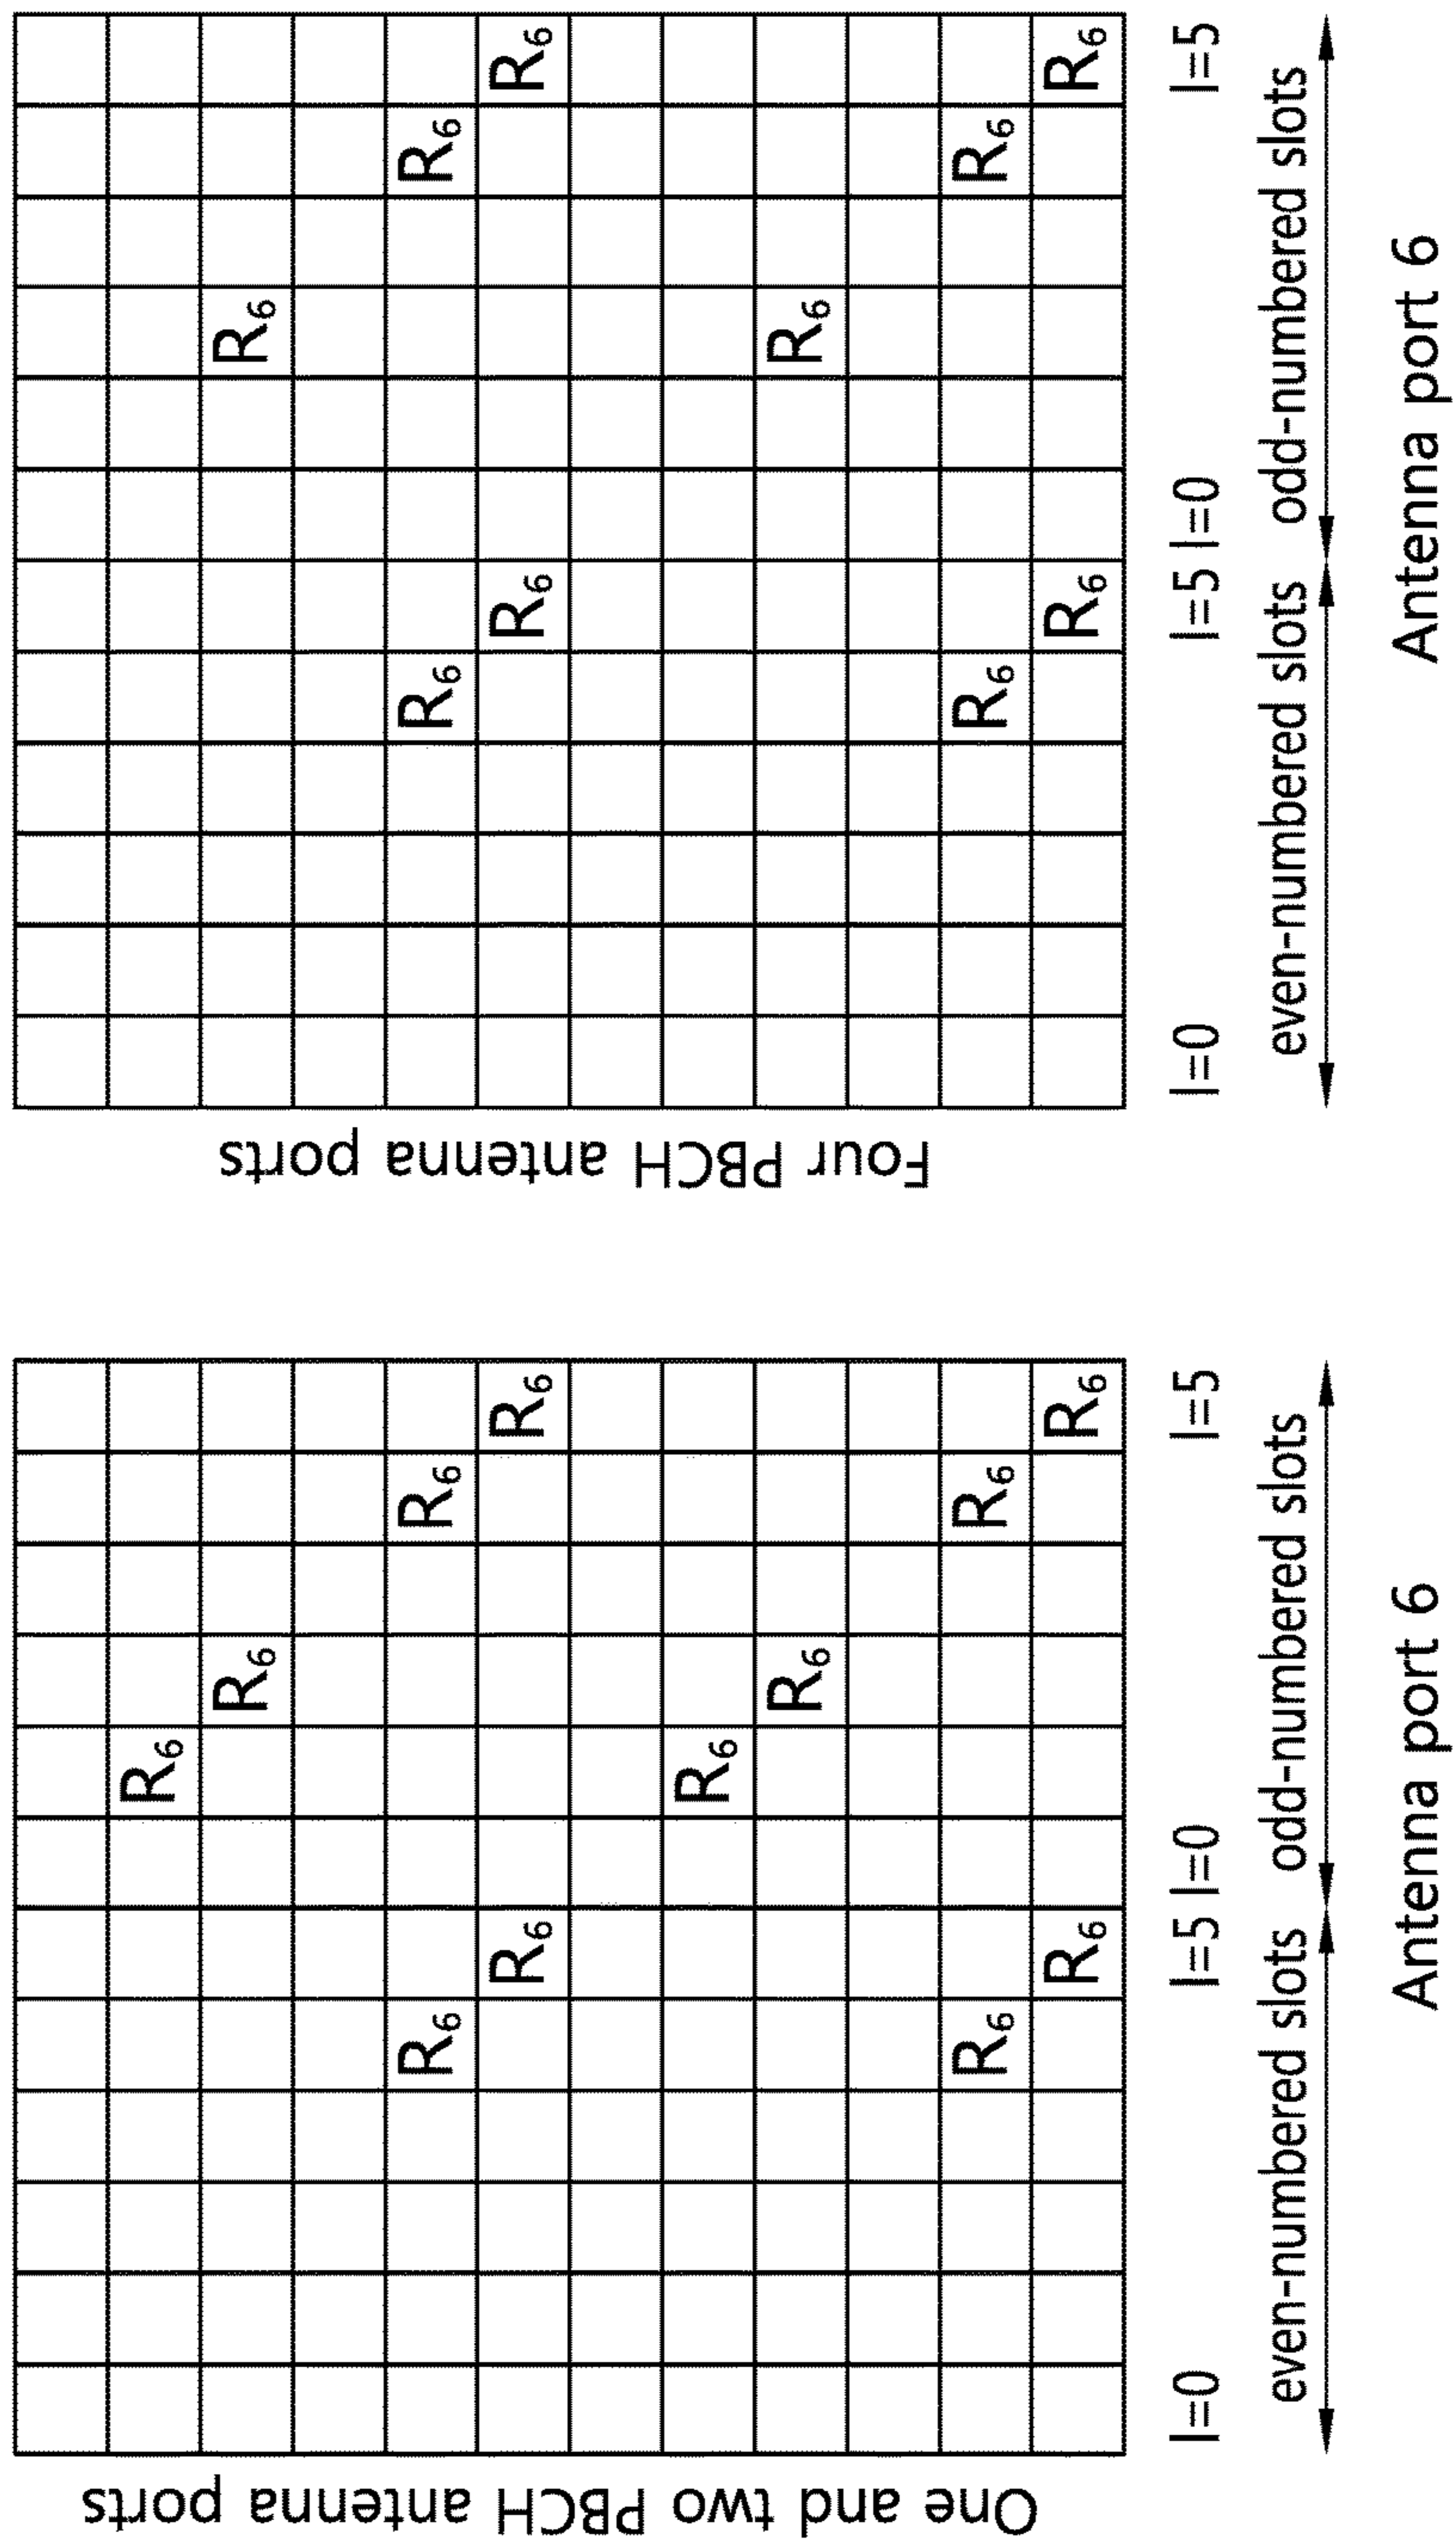 One and two PBCH antenna ports
R6
R6
R6 R6
R6 R6
R6
R6
R6 R6
R6 R6
l=0 l=5 l=0 l=5
even-numbered slots odd-numbered slots
Antenna port 6
Four PBCH antenna ports
R6
R6 R6
R6 R6
R6
R6 R6
R6 R6
l=0 l=5 l=0 l=5
even-numbered slots odd-numbered slots
Antenna port 6